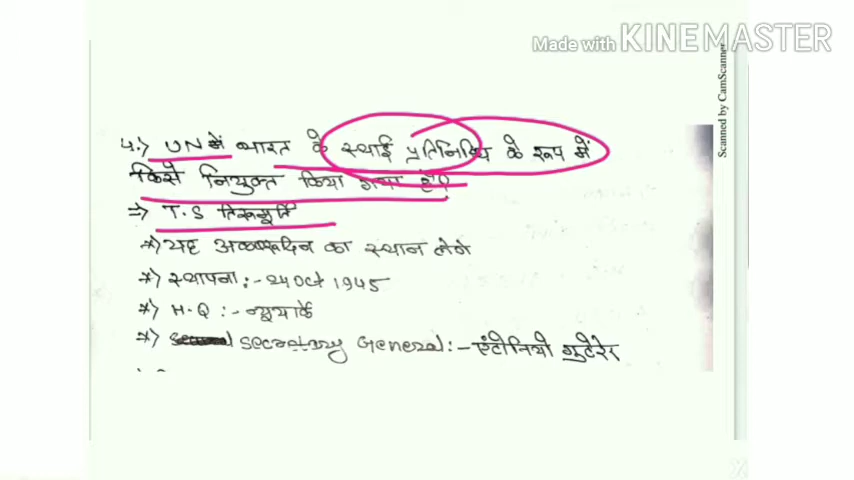 Made with KINEMASTER
Scanned by CamScanner
4.> UN में भारत के स्थाई प्रतिनिधि के रूप में
किसे नियुक्त किया गया है?
=> T.S तिरूमूर्ति
*> यह अकबरूद्दिन का स्थान लेगे
*> स्थापना :- 24 Oct 1945
*> H.Q :- न्यूयार्क
*> Secretary General :- एंटोनियो गुटेरेस